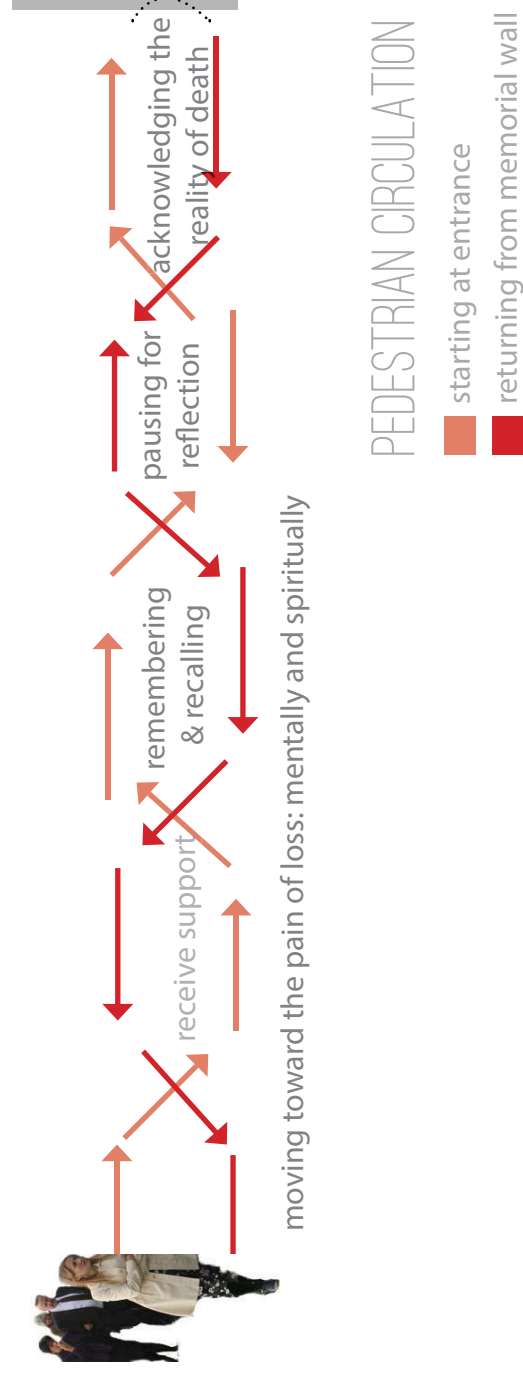 receive support
remembering
& recalling
pausing for
reflection
acknowledging the
reality of death
moving toward the pain of loss: mentally and spiritually
PEDESTRIAN CIRCULATION
starting at entrance
returning from memorial wall